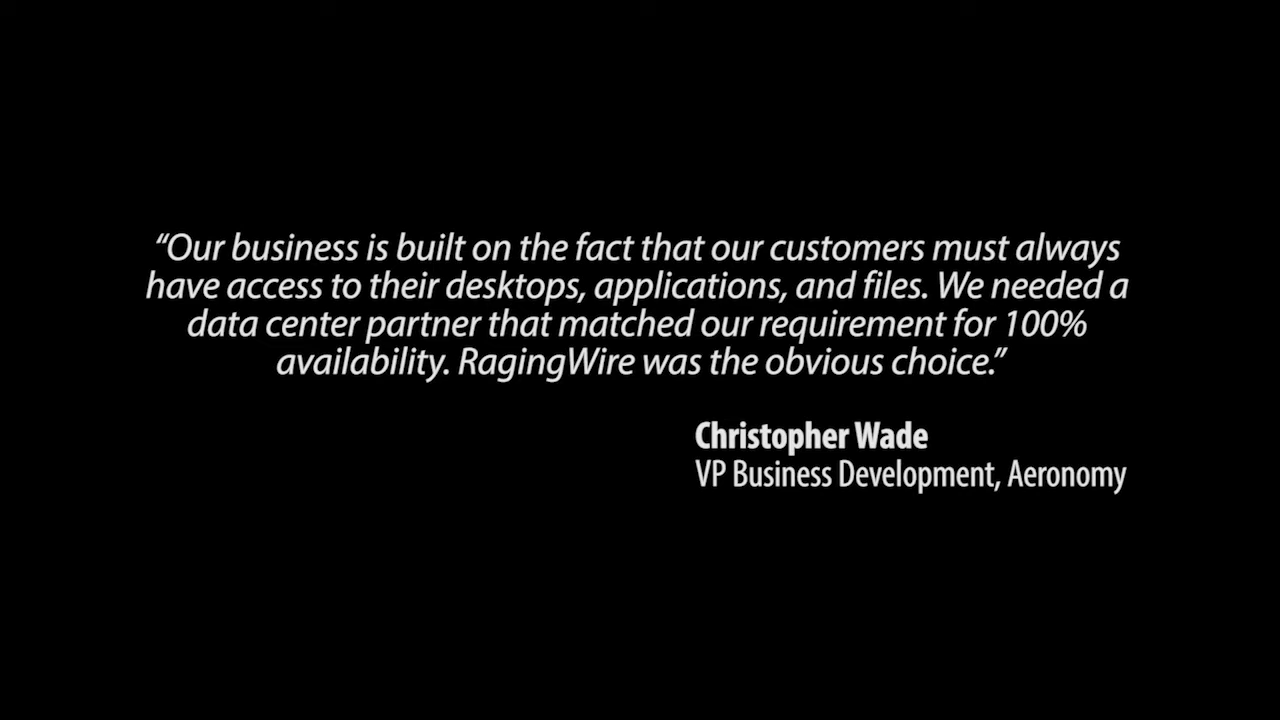 “Our business is built on the fact that our customers must always
have access to their desktops, applications, and files. We needed a
data center partner that matched our requirement for 100%
availability. RagingWire was the obvious choice.”
Christopher Wade
VP Business Development, Aeronomy